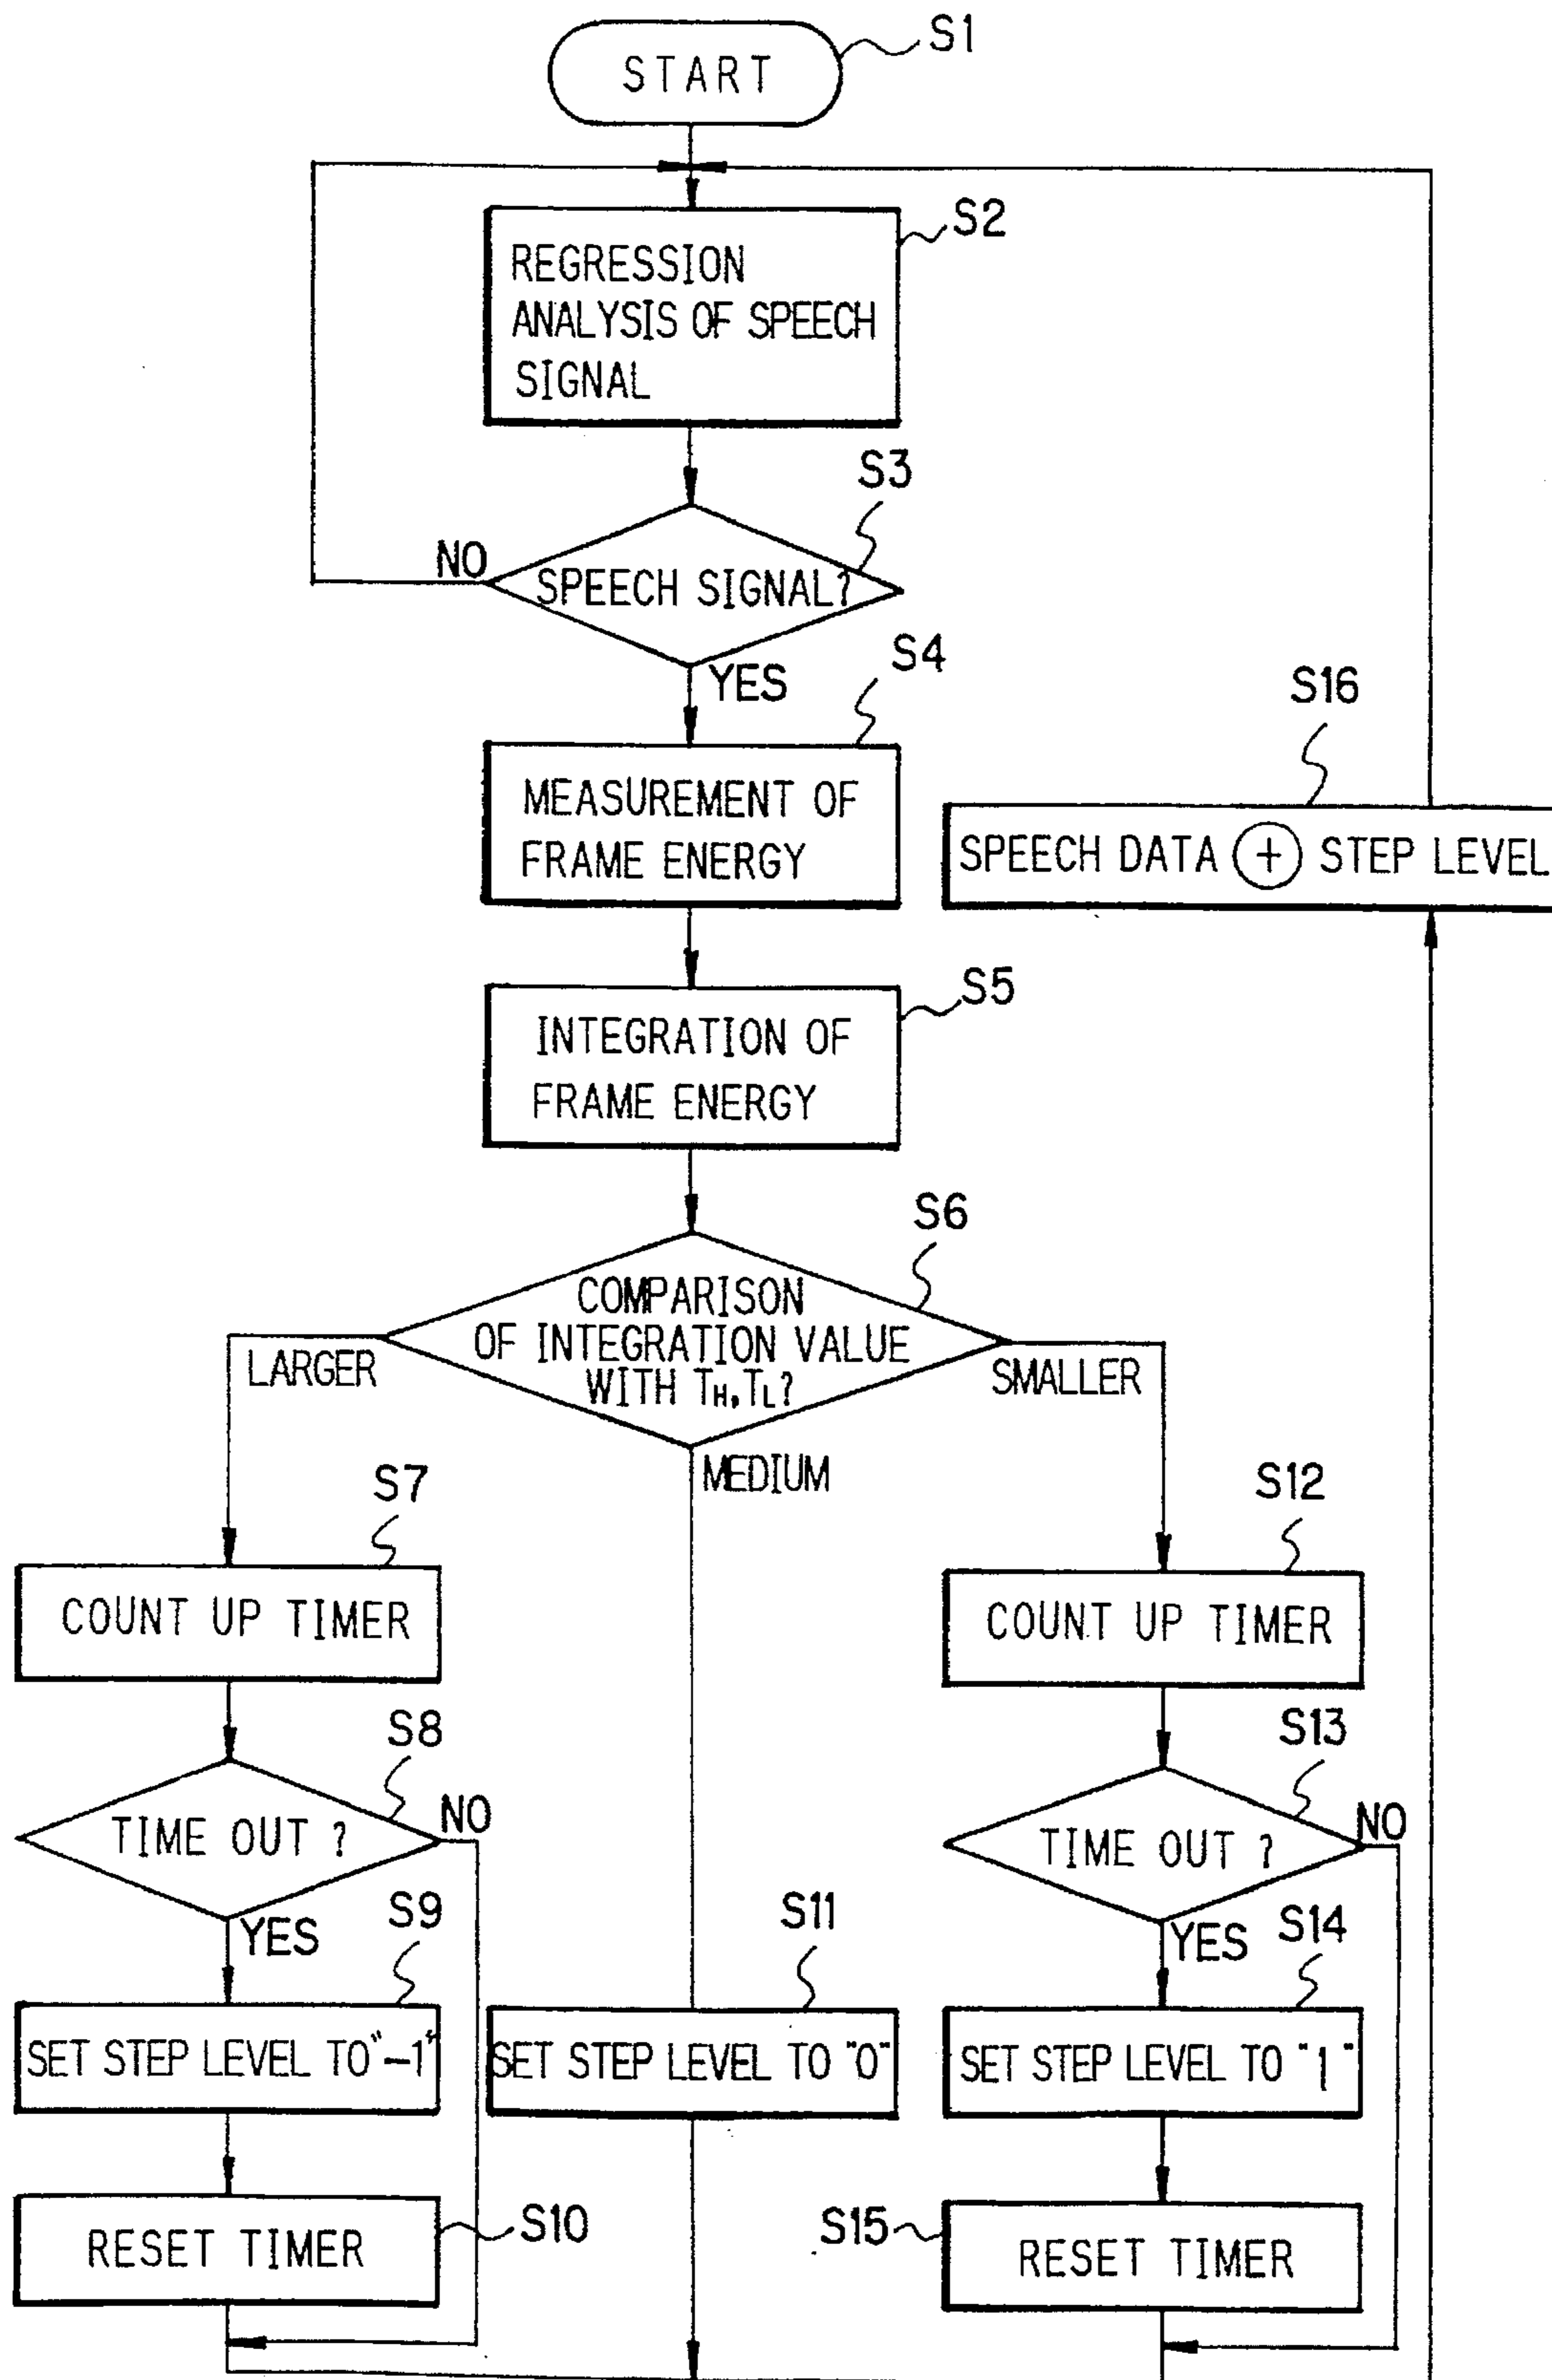 START
S1
S2
REGRESSION
ANALYSIS OF SPEECH
SIGNAL
S3
NO
SPEECH SIGNAL?
YES
S4
MEASUREMENT OF
FRAME ENERGY
S16
SPEECH DATA + STEP LEVEL
S5
INTEGRATION OF
FRAME ENERGY
S6
COMPARISON
OF INTEGRATION VALUE
WITH TH,TL?
LARGER
SMALLER
MEDIUM
S7
COUNT UP TIMER
S12
COUNT UP TIMER
S8
TIME OUT ?
NO
YES
S13
TIME OUT ?
NO
YES
S9
SET STEP LEVEL TO "-1"
S11
SET STEP LEVEL TO "0"
S14
SET STEP LEVEL TO "1"
RESET TIMER
S10
S15
RESET TIMER